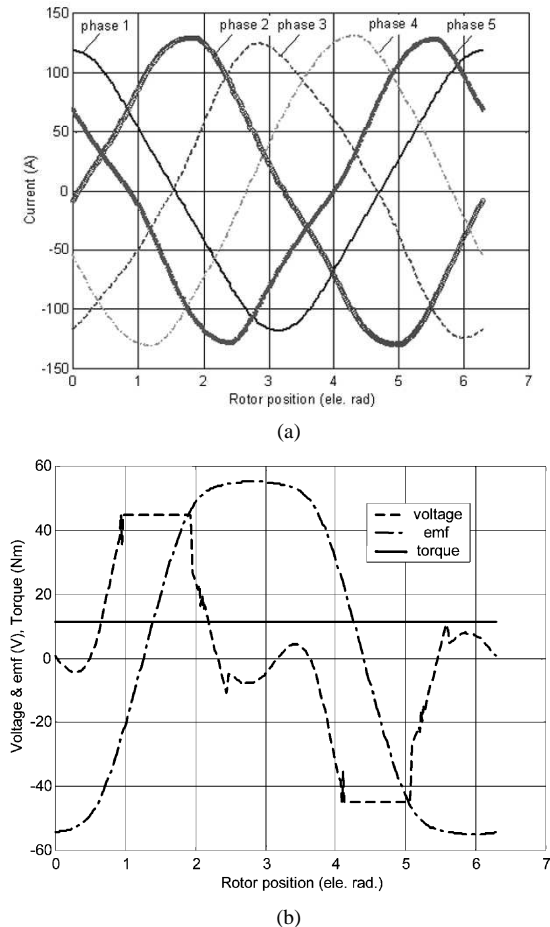 phase 1 phase 2 phase 3 phase 4 phase 5
150
100
50
0
-50
-100
-150
Current (A)
0 1 2 3 4 5 6 7
Rotor position (ele. rad)
(a)
60
40
20
0
-20
-40
-60
Voltage & emf (V), Torque (Nm)
voltage
emf
torque
0 1 2 3 4 5 6 7
Rotor position (ele. rad.)
(b)